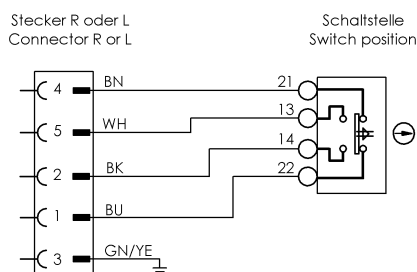 Stecker R oder L
Connector R or L
Schaltstelle
Switch position
4 BN 21
5 WH 13
2 BK 14
1 BU 22
3 GN/YE